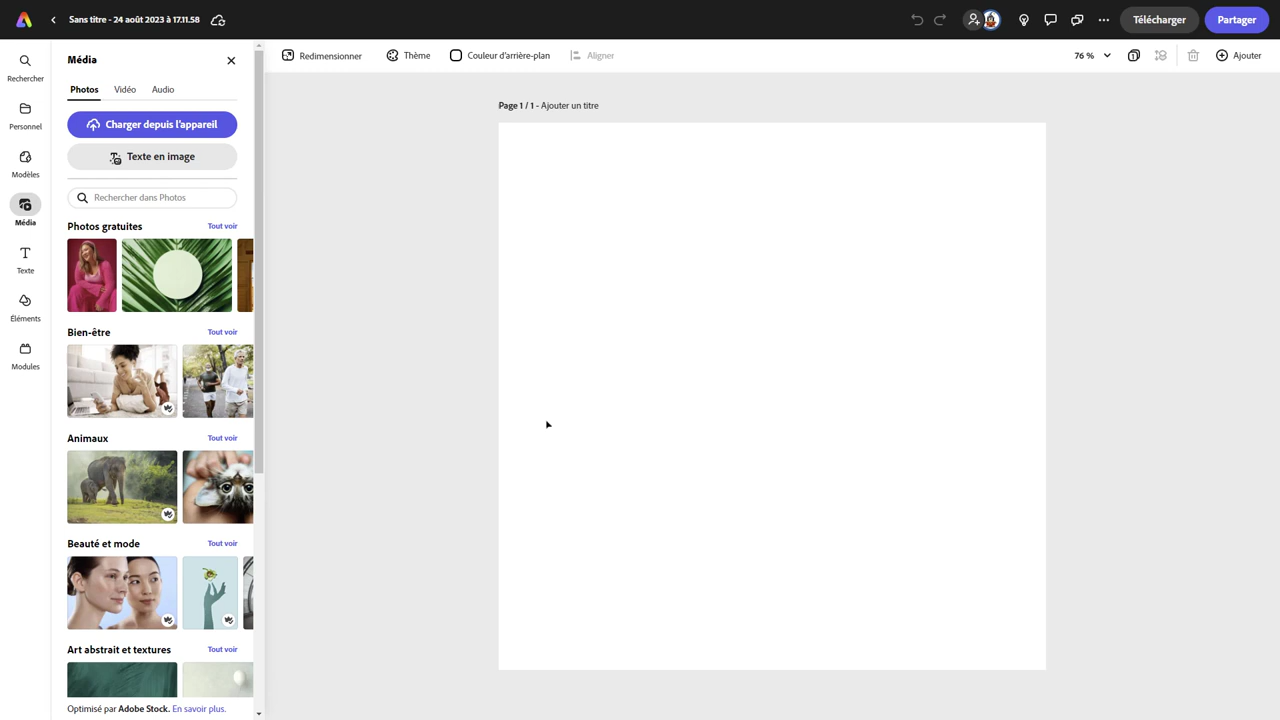 Sans titre - 24 août 2023 à 17.11.58
Télécharger
Partager
Rechercher
Personnel
Modèles
Média
Texte
Éléments
Modules
Média
Photos
Vidéo
Audio
Charger depuis l'appareil
Texte en image
Rechercher dans Photos
Photos gratuites
Tout voir
Bien-être
Tout voir
Animaux
Tout voir
Beauté et mode
Tout voir
Art abstrait et textures
Tout voir
Optimisé par Adobe Stock. En savoir plus.
Redimensionner
Thème
Couleur d'arrière-plan
Aligner
76 %
1
Ajouter
Page 1 / 1 - Ajouter un titre